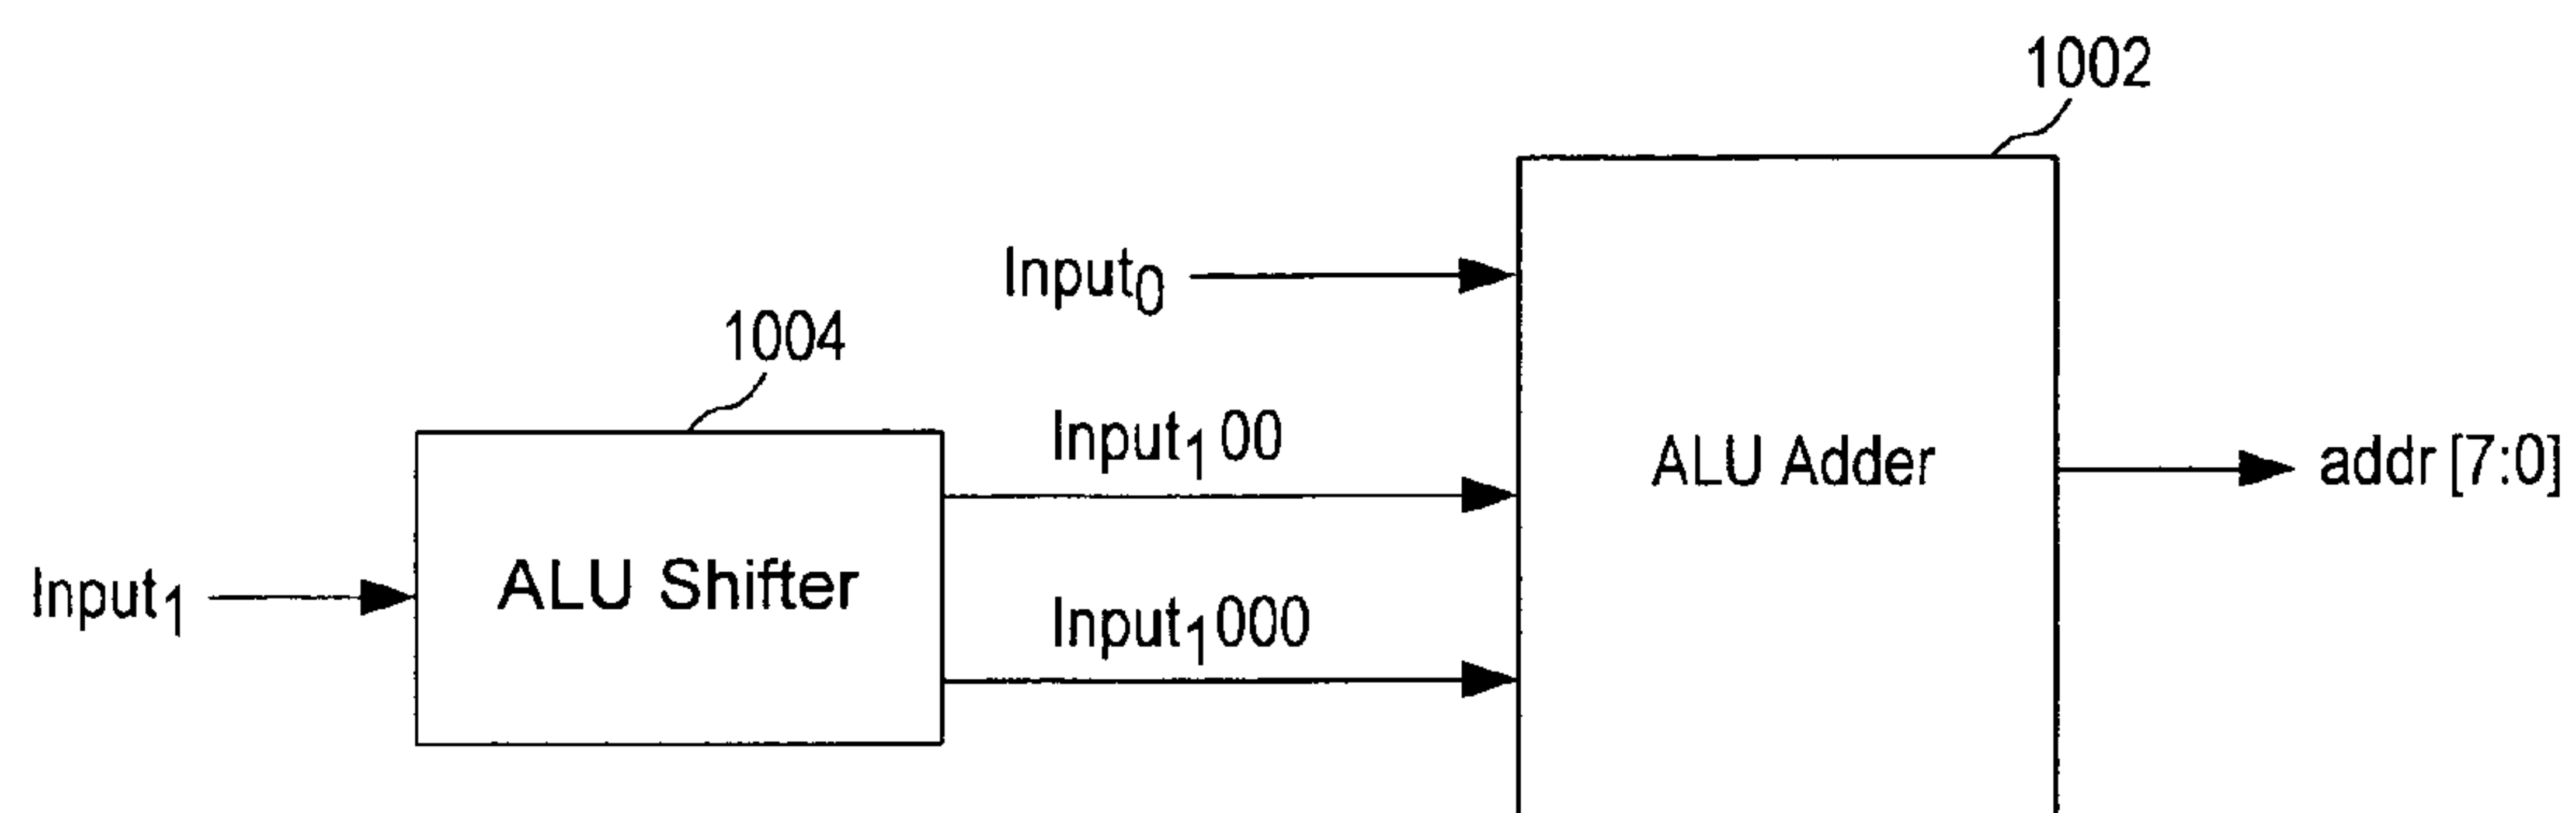 1002
Input0
1004
Input1 00
ALU Adder
addr [7:0]
ALU Shifter
Input1
Input1 000